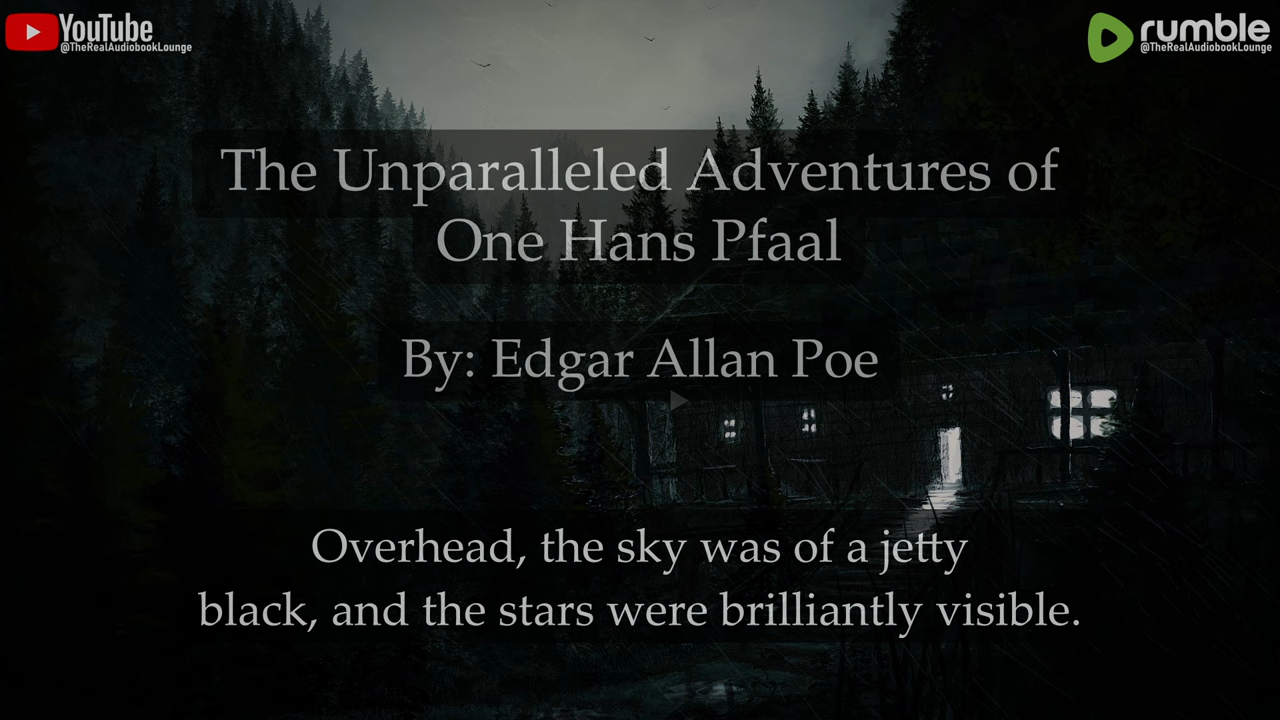 YouTube
@TheRealAudiobookLounge
rumble
@TheRealAudiobookLounge
The Unparalleled Adventures of
One Hans Pfaal
By: Edgar Allan Poe
Overhead, the sky was of a jetty
black, and the stars were brilliantly visible.